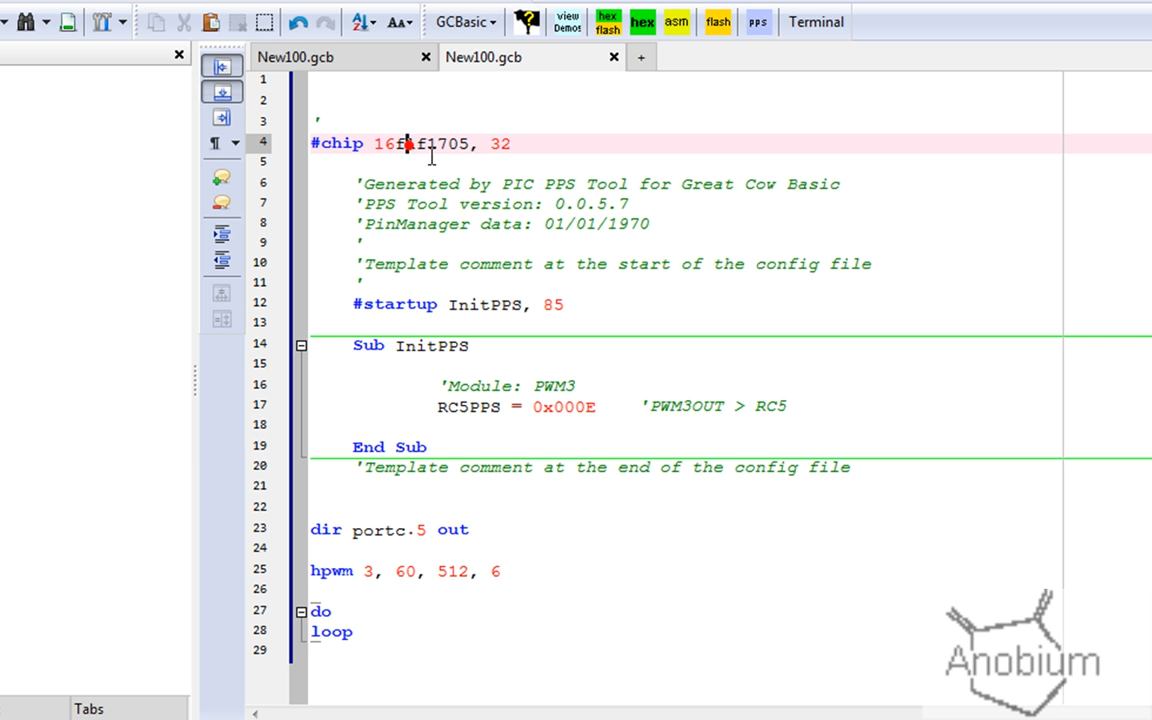 GCBasic view Demos hex flash hex asm flash pps Terminal
New100.gcb New100.gcb +
1
2
3 '
4 #chip 1705, 32
5
6 'Generated by PIC PPS Tool for Great Cow Basic
7 'PPS Tool version: 0.0.5.7
8 'PinManager data: 01/01/1970
9 '
10 'Template comment at the start of the config file
11 '
12 #startup InitPPS, 85
13
14 Sub InitPPS
15
16 'Module: PWM3
17 RC5PPS = 0x000E 'PWM3OUT > RC5
18
19 End Sub
20 'Template comment at the end of the config file
21
22
23 dir portc.5 out
24
25 hpwm 3, 60, 512, 6
26
27 do
28 loop
29
Anobium
Tabs